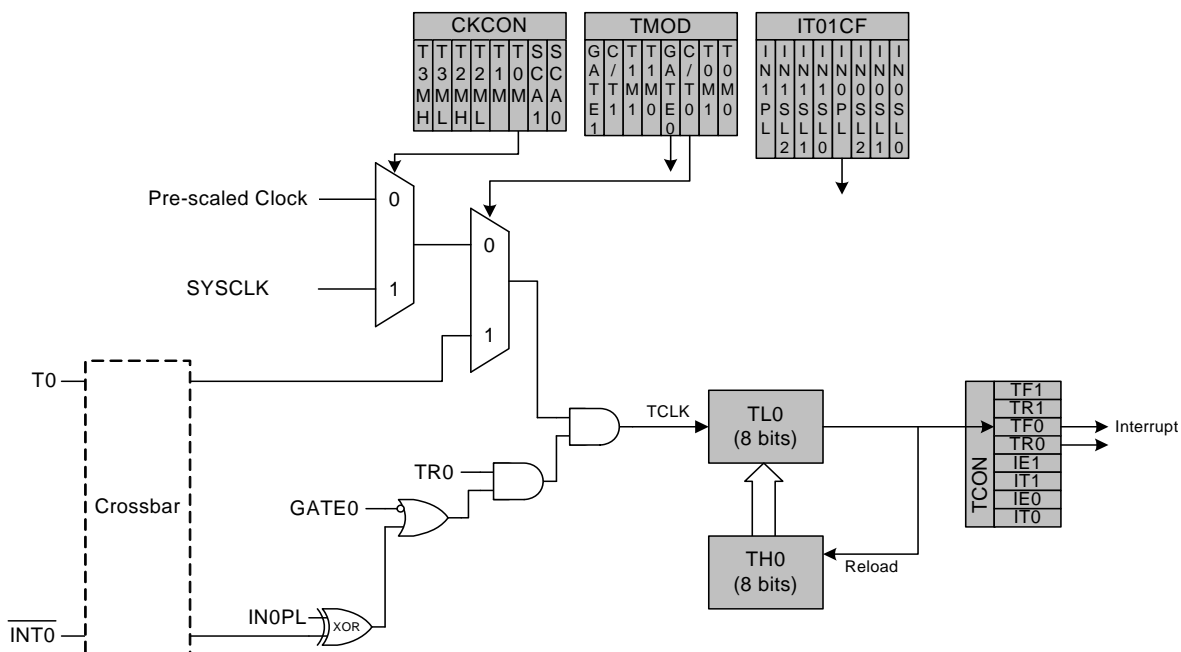 CKCON
T3MH
T3ML
T2MH
T2ML
T1M
T0M
SCA1
SCA0
TMOD
GATE1
C/T1
T1M1
T1M0
GATE0
C/T0
T0M1
T0M0
IT01CF
IN1PL
IN1SL2
IN1SL1
IN1SL0
IN0PL
IN0SL2
IN0SL1
IN0SL0
Pre-scaled Clock
0
SYSCLK
1
0
1
T0
Crossbar
INT0
GATE0
IN0PL
XOR
TR0
TCLK
TL0
(8 bits)
TH0
(8 bits)
Reload
TCON
TF1
TR1
TF0
TR0
IE1
IT1
IE0
IT0
Interrupt